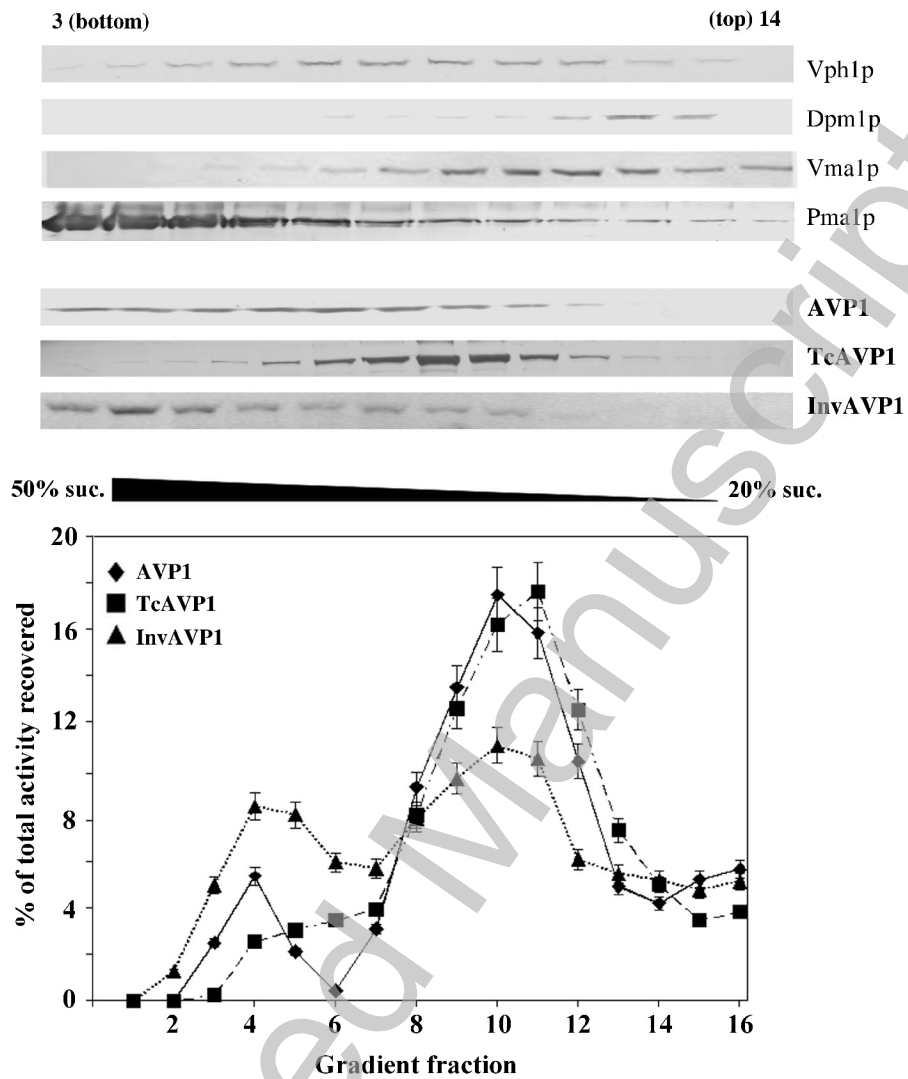 3 (bottom) (top) 14
Vph1p
Dpm1p
Vma1p
Pma1p
AVP1
TcAVP1
InvAVP1
50% suc. 20% suc.
20
16
12
8
4
0
% of total activity recovered
AVP1
TcAVP1
InvAVP1
2 4 6 8 10 12 14 16
Gradient fraction
ed Manuscript